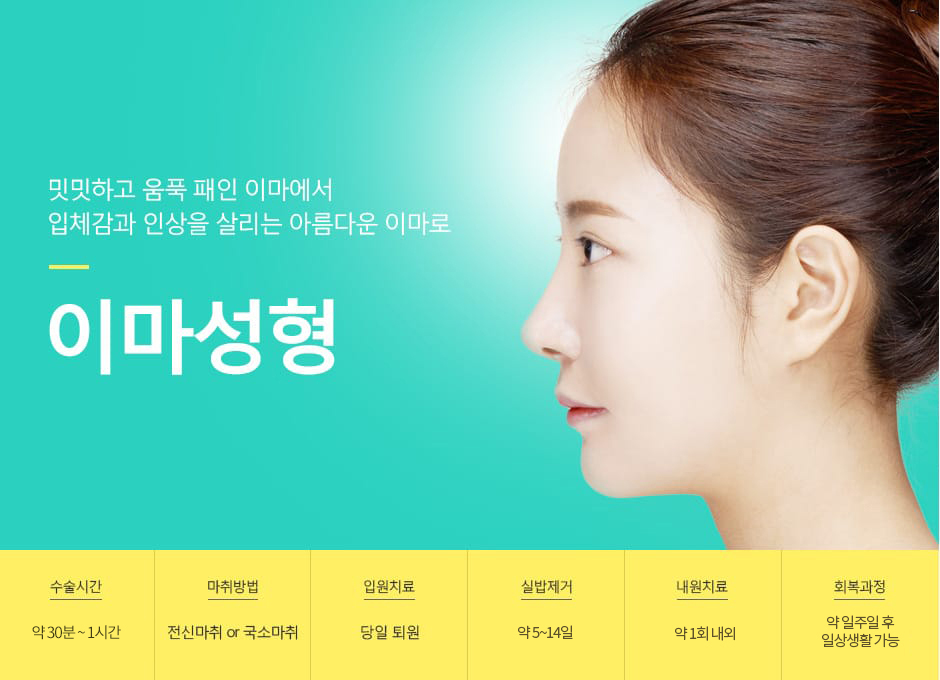 밋밋하고 움푹 패인 이마에서
입체감과 인상을 살리는 아름다운 이마로
이마성형
수술시간
약 30분 ~ 1시간
마취방법
전신마취 or 국소마취
입원치료
당일 퇴원
실밥제거
약 5~14일
내원치료
약 1회 내외
회복과정
약 일주일 후
일상생활 가능